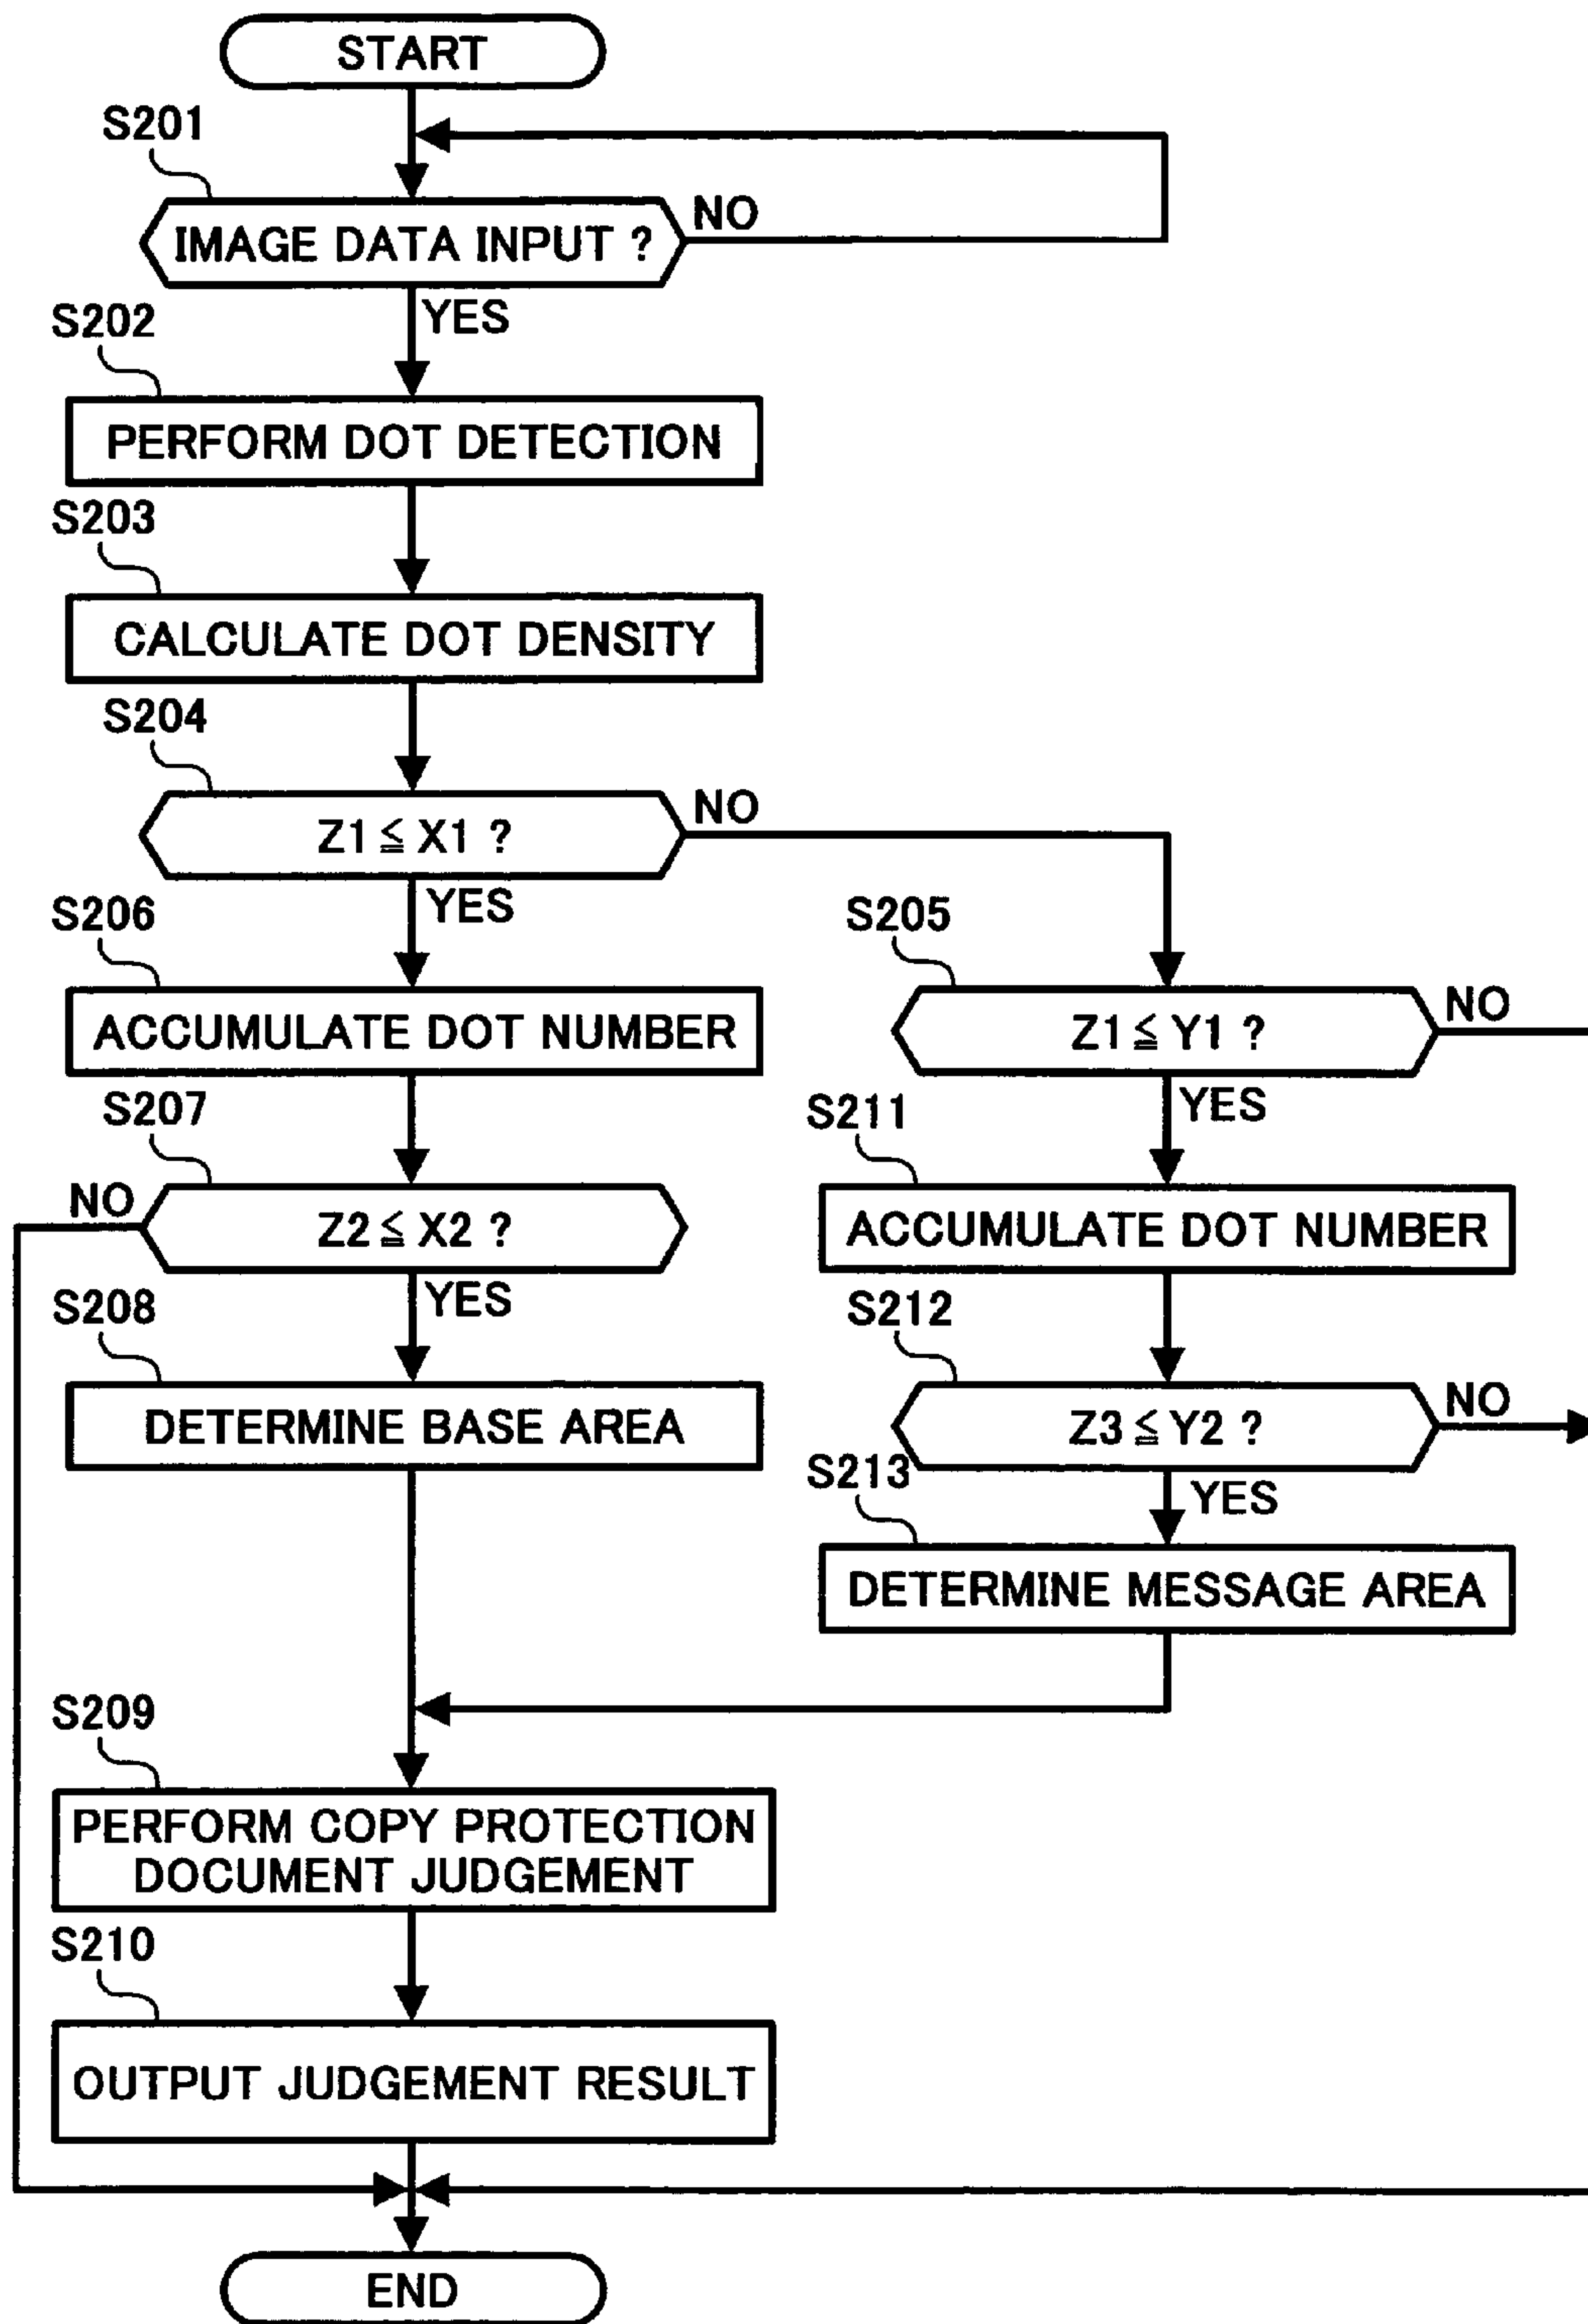 START
S201
IMAGE DATA INPUT ?
NO
YES
S202
PERFORM DOT DETECTION
S203
CALCULATE DOT DENSITY
S204
Z1 ≦ X1 ?
NO
YES
S206
ACCUMULATE DOT NUMBER
S205
Z1 ≦ Y1 ?
NO
YES
S207
NO
Z2 ≦ X2 ?
YES
S211
ACCUMULATE DOT NUMBER
S208
DETERMINE BASE AREA
S212
Z3 ≦ Y2 ?
NO
YES
S213
DETERMINE MESSAGE AREA
S209
PERFORM COPY PROTECTION
DOCUMENT JUDGEMENT
S210
OUTPUT JUDGEMENT RESULT
END